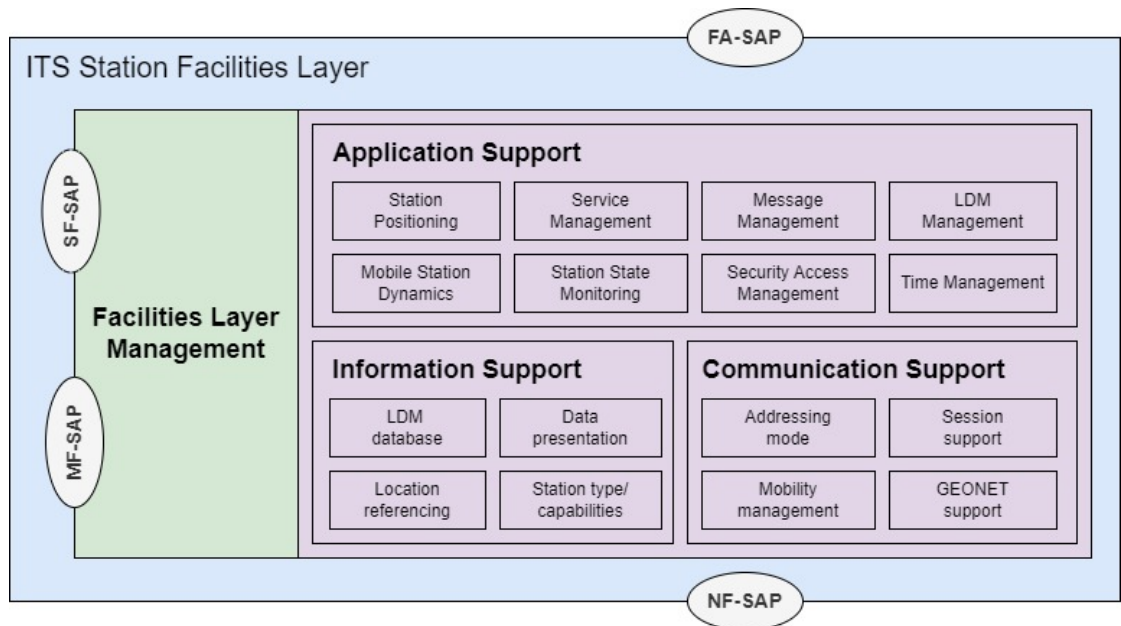 FA-SAP
ITS Station Facilities Layer
SF-SAP
MF-SAP
Facilities Layer
Management
Application Support
Station
Positioning
Service
Management
Message
Management
LDM
Management
Mobile Station
Dynamics
Station State
Monitoring
Security Access
Management
Time Management
Information Support
LDM
database
Data
presentation
Location
referencing
Station type/
capabilities
Communication Support
Addressing
mode
Session
support
Mobility
management
GEONET
support
NF-SAP